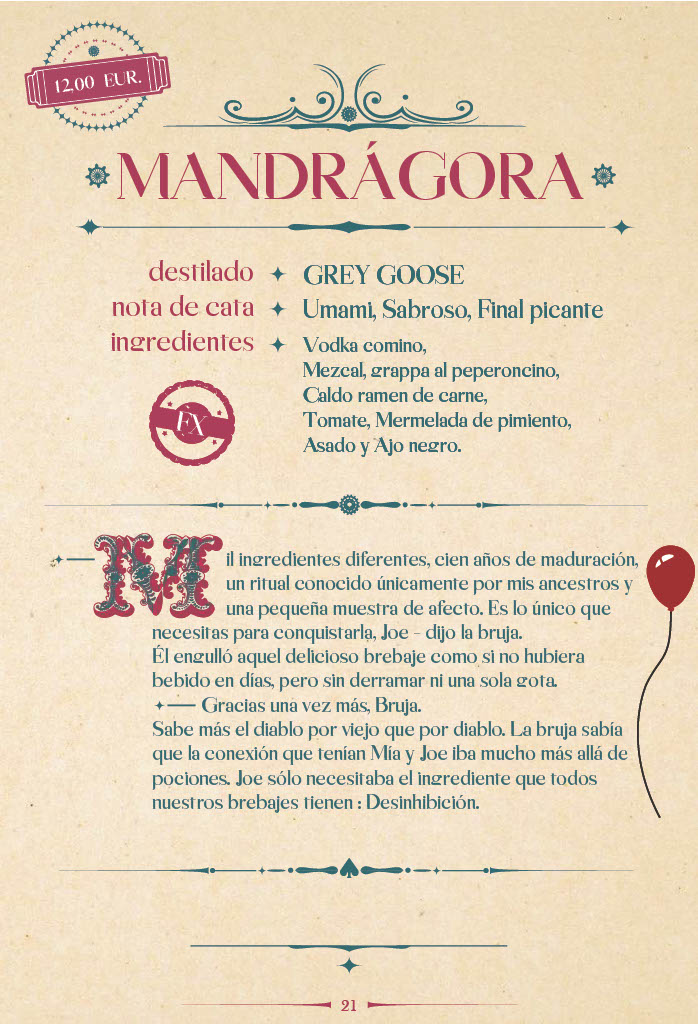 12,00 EUR.
MANDRÁGORA
destilado GREY GOOSE
nota de cata Umami, Sabroso, Final picante
ingredientes Vodka comino,
Mezcal, grappa al peperoncino,
Caldo ramen de carne,
Tomate, Mermelada de pimiento,
Asado y Ajo negro.
FX
Mil ingredientes diferentes, cien años de maduración,
un ritual conocido únicamente por mis ancestros y
una pequeña muestra de afecto. Es lo único que
necesitas para conquistarla, Joe - dijo la bruja.
Él engulló aquel delicioso brebaje como si no hubiera
bebido en días, pero sin derramar ni una sola gota.
Gracias una vez más, Bruja.
Sabe más el diablo por viejo que por diablo. La bruja sabía
que la conexión que tenían Mía y Joe iba mucho más allá de
pociones. Joe sólo necesitaba el ingrediente que todos
nuestros brebajes tienen : Desinhibición.
21